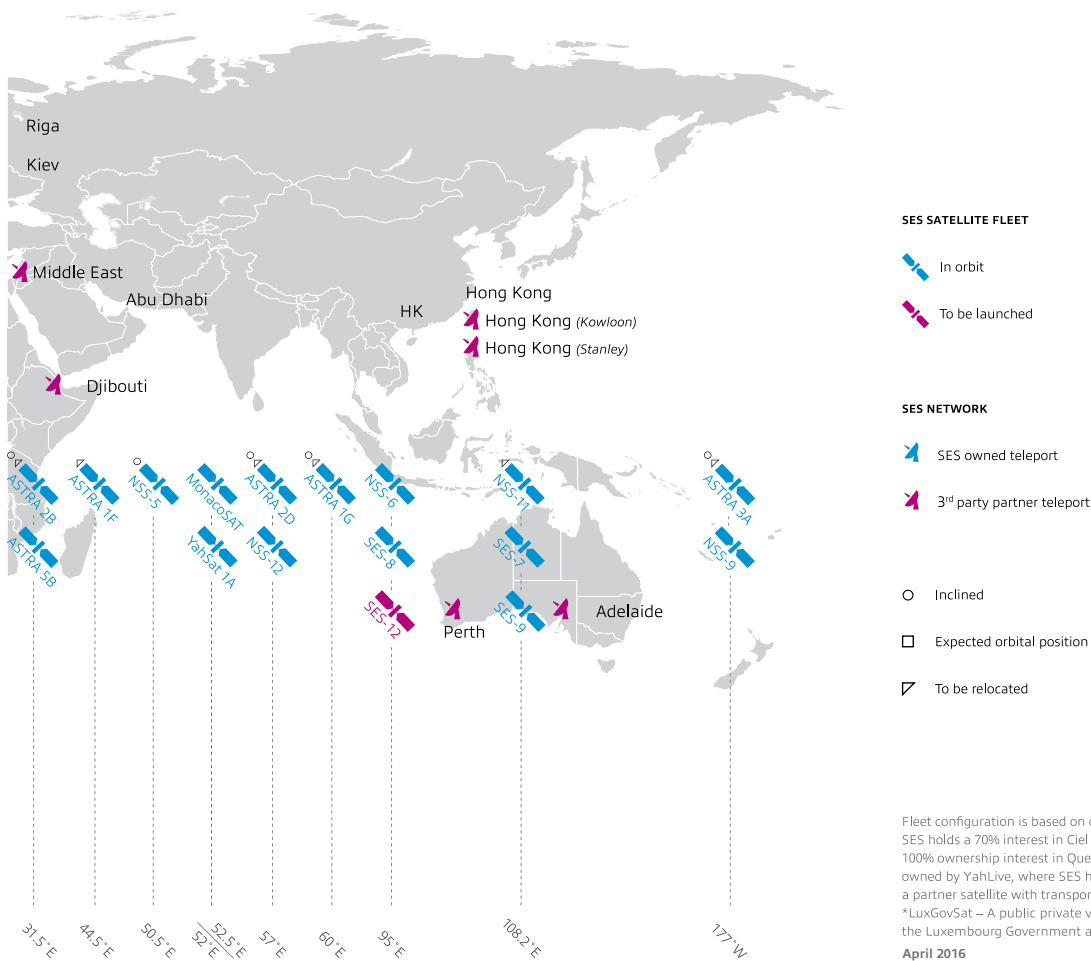 Riga
Kiev
Middle East
Abu Dhabi
HK
Hong Kong
Hong Kong (Kowloon)
Hong Kong (Stanley)
Djibouti
ASTRA 2B
ASTRA 1F
NSS-5
MonacoSAT
ASTRA 2D
ASTRA 1G
NSS-6
NSS-11
ASTRA 3A
ASTRA 5B
YahSat 1A
NSS-12
SES-8
SES-7
NSS-9
SES-12
SES-9
Perth
Adelaide
31.5°E
44.5°E
50.5°E
52.5°E
52°E
57°E
60°E
95°E
108.2°E
177°W
SES SATELLITE FLEET
In orbit
To be launched
SES NETWORK
SES owned teleport
3rd party partner teleport
Inclined
Expected orbital position
To be relocated
Fleet configuration is based on
SES holds a 70% interest in Ciel
100% ownership interest in Que
owned by YahLive, where SES h
a partner satellite with transpor
*LuxGovSat – A public private v
the Luxembourg Government a
April 2016